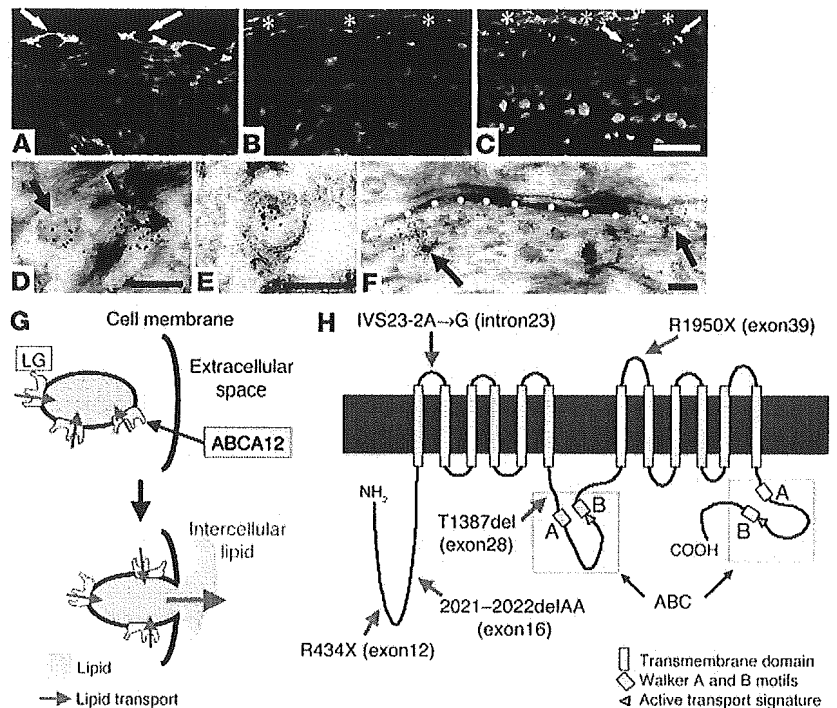 A
B
C
D
E
F
G
Cell membrane
LG
Extracellular
space
ABCA12
Intercellular
lipid
Lipid
Lipid transport
H
IVS23-2A→G (intron23)
R1950X (exon39)
NH2
T1387del
(exon28)
A
B
A
B
COOH
ABC
2021–2022delAA
(exon16)
R434X (exon12)
Transmembrane domain
Walker A and B motifs
Active transport signature